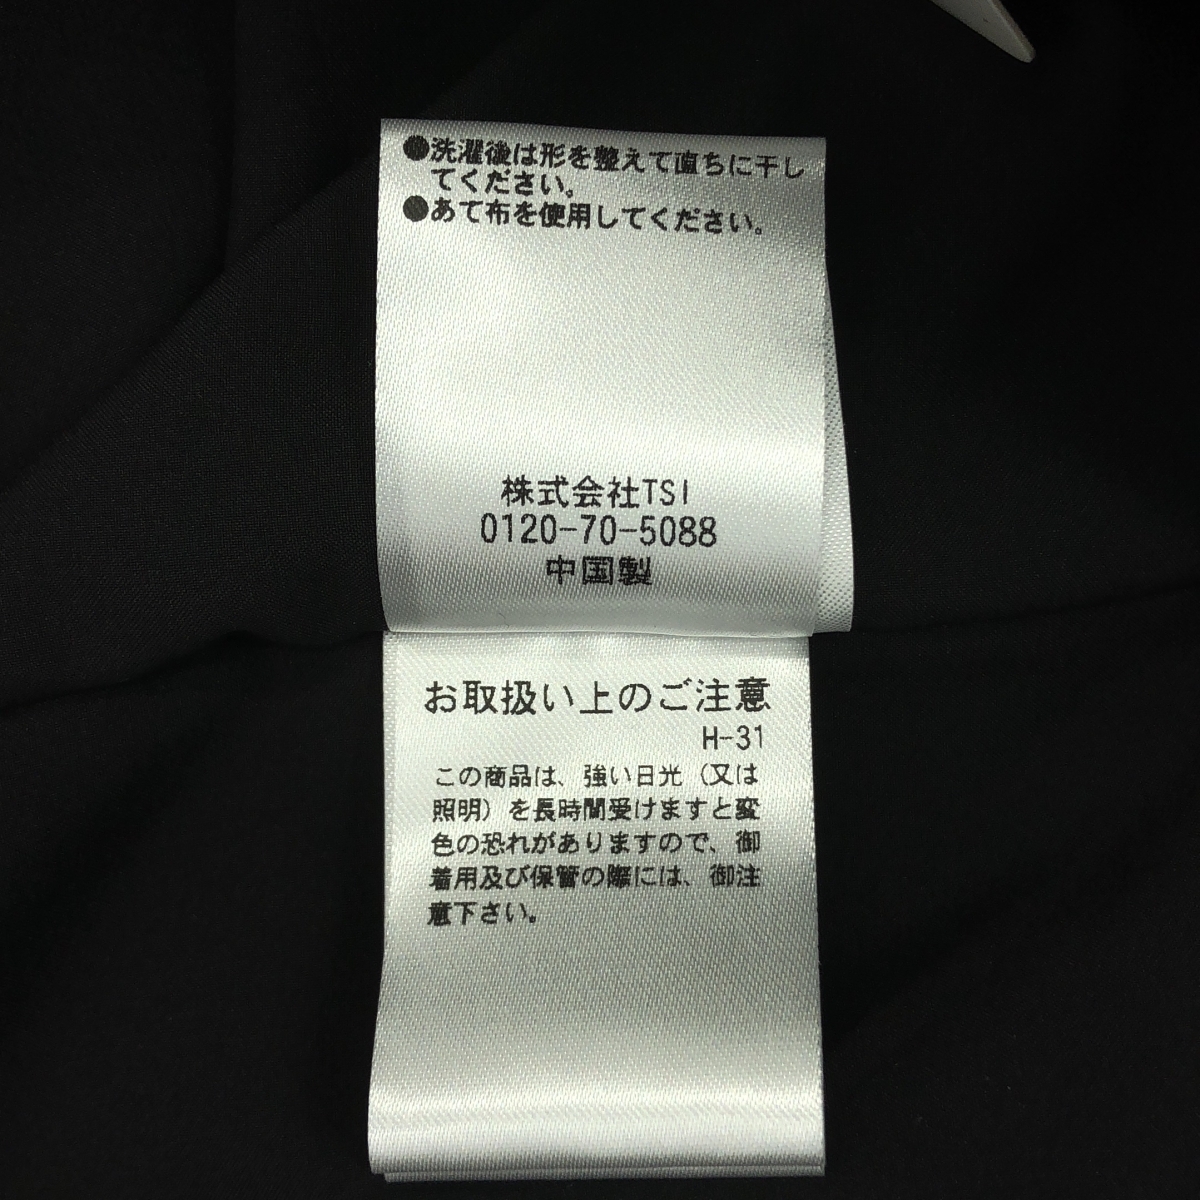 ●洗濯後は形を整えて直ちに干し
てください。
●あて布を使用してください。
株式会社TSI
0120-70-5088
中国製
お取扱い上のご注意
H-31
この商品は、強い日光（又は
照明）を長時間受けますと変
色の恐れがありますので、御
着用及び保管の際には、御注
意下さい。